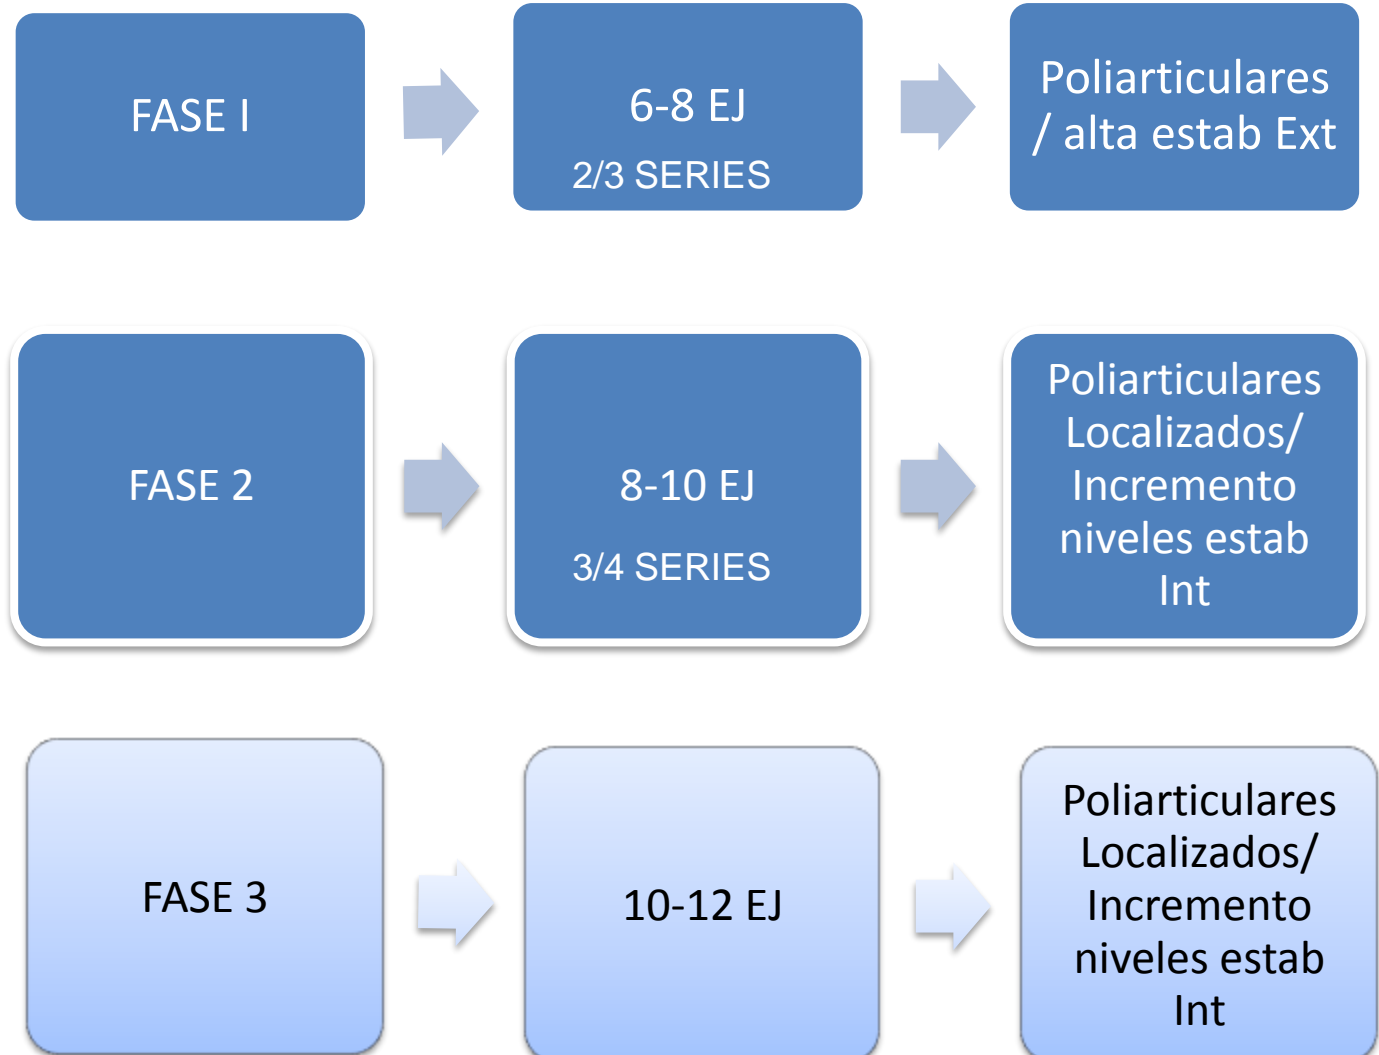 FASE I
6-8 EJ
2/3 SERIES
Poliarticulares
/ alta estab Ext
FASE 2
8-10 EJ
3/4 SERIES
Poliarticulares
Localizados/
Incremento
niveles estab
Int
FASE 3
10-12 EJ
Poliarticulares
Localizados/
Incremento
niveles estab
Int